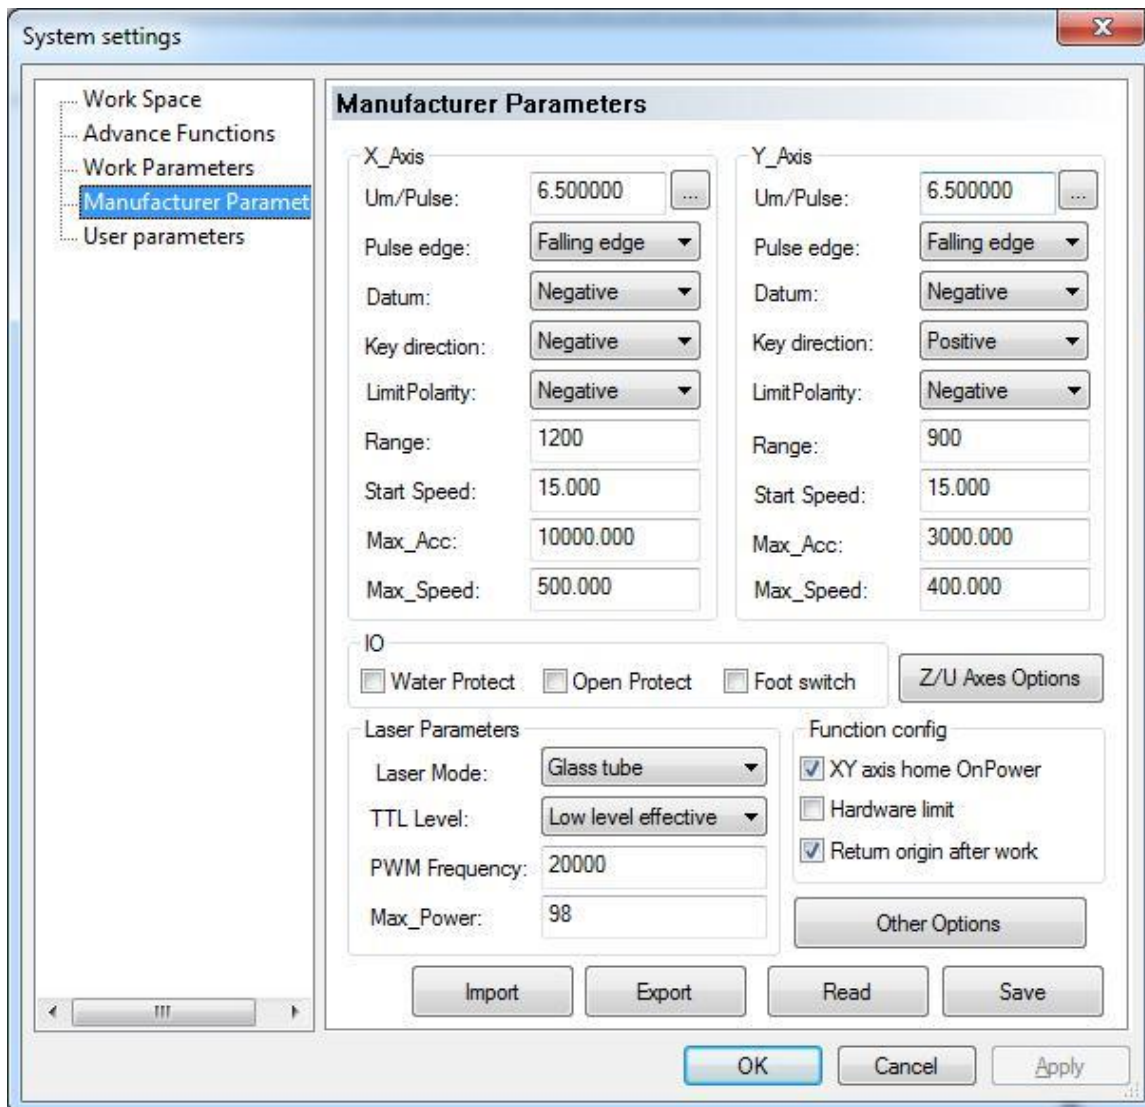 System settings
Work Space
Advance Functions
Work Parameters
Manufacturer Paramet
User parameters
Manufacturer Parameters
X_Axis
Um/Pulse: 6.500000 ...
Pulse edge: Falling edge
Datum: Negative
Key direction: Negative
LimitPolarity: Negative
Range: 1200
Start Speed: 15.000
Max_Acc: 10000.000
Max_Speed: 500.000
Y_Axis
Um/Pulse: 6.500000 ...
Pulse edge: Falling edge
Datum: Negative
Key direction: Positive
LimitPolarity: Negative
Range: 900
Start Speed: 15.000
Max_Acc: 3000.000
Max_Speed: 400.000
IO
Water Protect Open Protect Foot switch
Z/U Axes Options
Laser Parameters
Laser Mode: Glass tube
TTL Level: Low level effective
PWM Frequency: 20000
Max_Power: 98
Function config
XY axis home OnPower
Hardware limit
Return origin after work
Other Options
Import Export Read Save
OK Cancel Apply